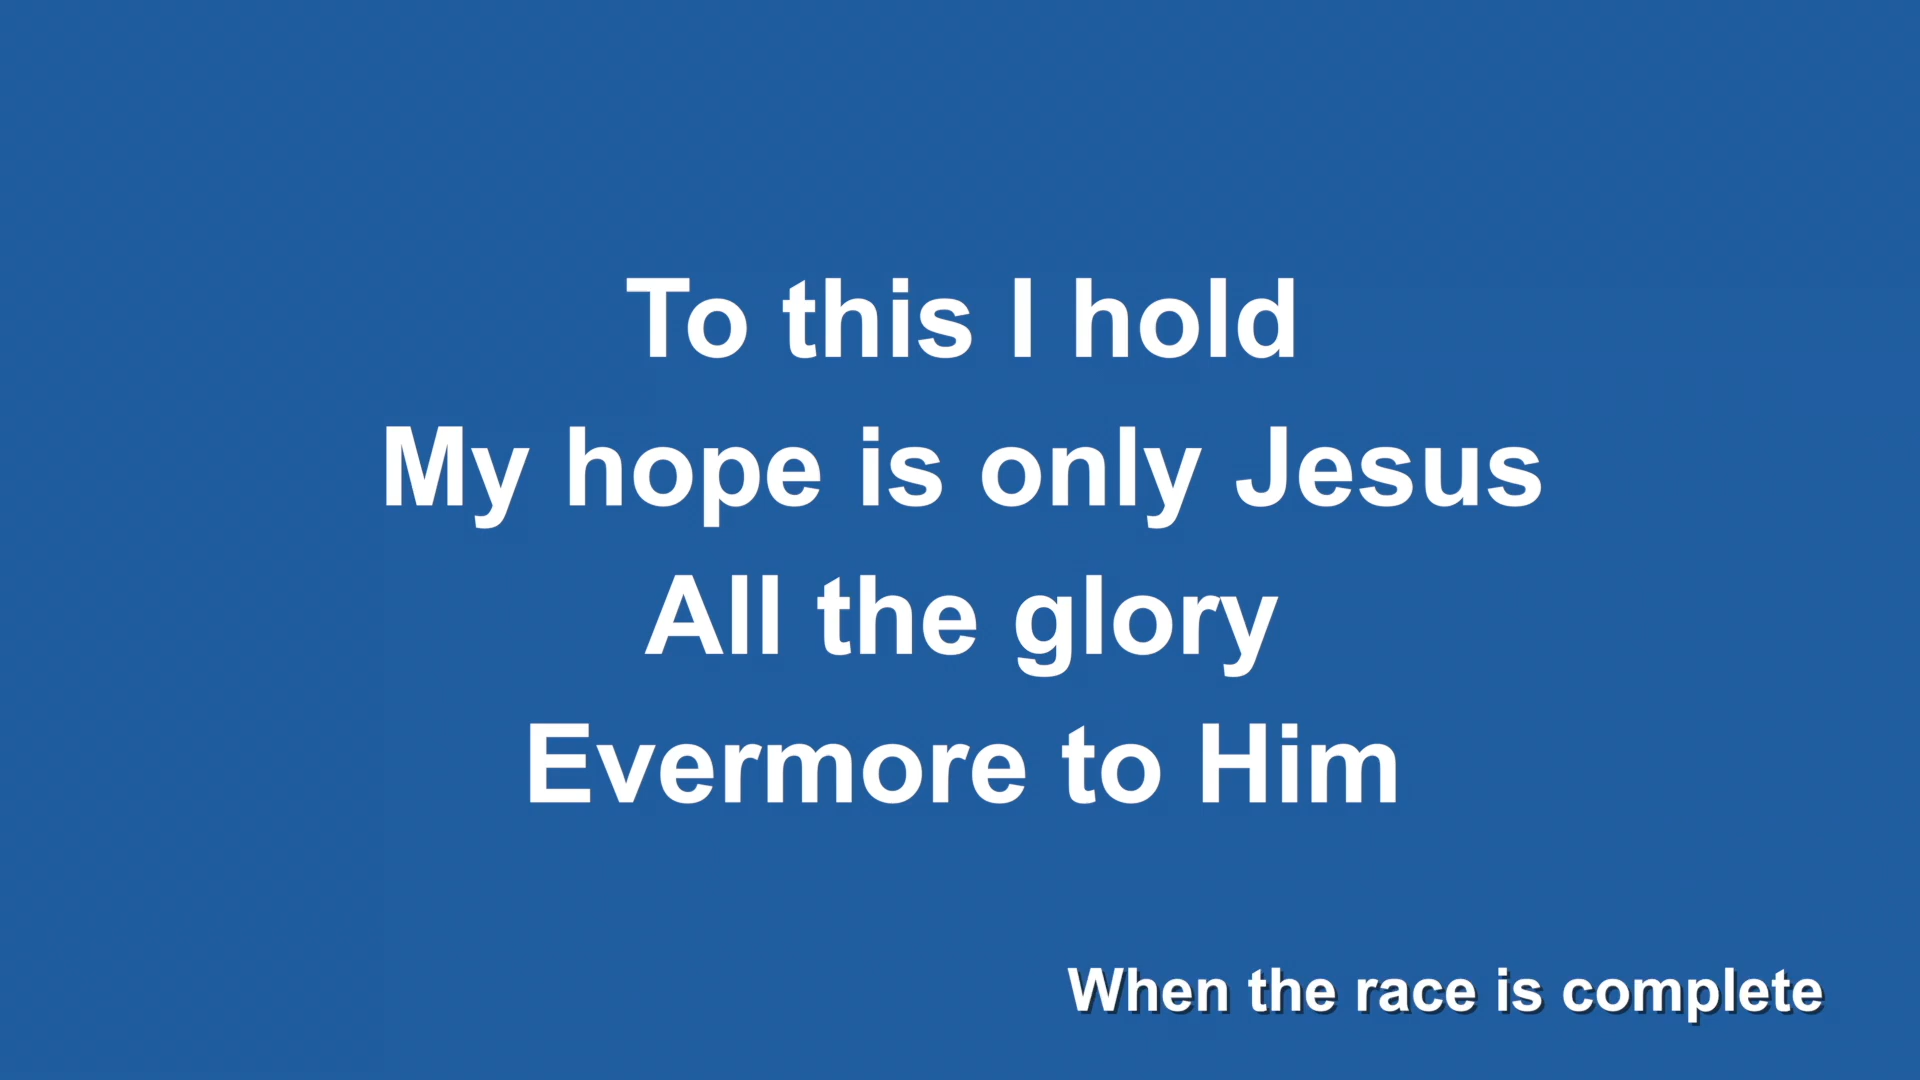 To this I hold
My hope is only Jesus
All the glory
Evermore to Him
When the race is complete